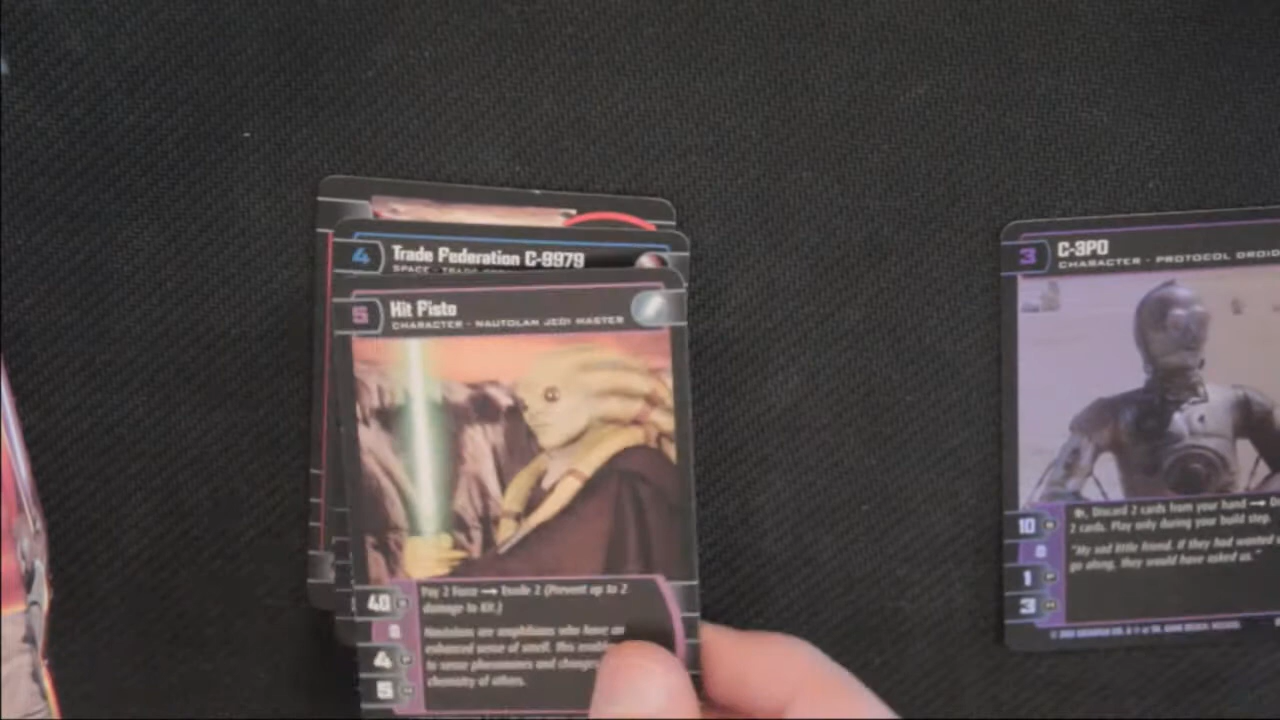 4 Trade Federation C-9979
SPACE - TRADE
5 Kit Fisto
CHARACTER - NAUTOLAN JEDI MASTER
40
Pay 2 Force → Evade 2 (Prevent up to 2
damage to Kit.)
Nautolans are amphibians who have an
enhanced sense of smell. This
to sense pheromones and changes
chemistry of others.
4
5
3 C-3PO
CHARACTER - PROTOCOL DROID
10
, Discard 2 cards from your hand →
2 cards. Play only during your build step.
"My sad little friend. If they had wanted
go along, they would have asked us."
1
3